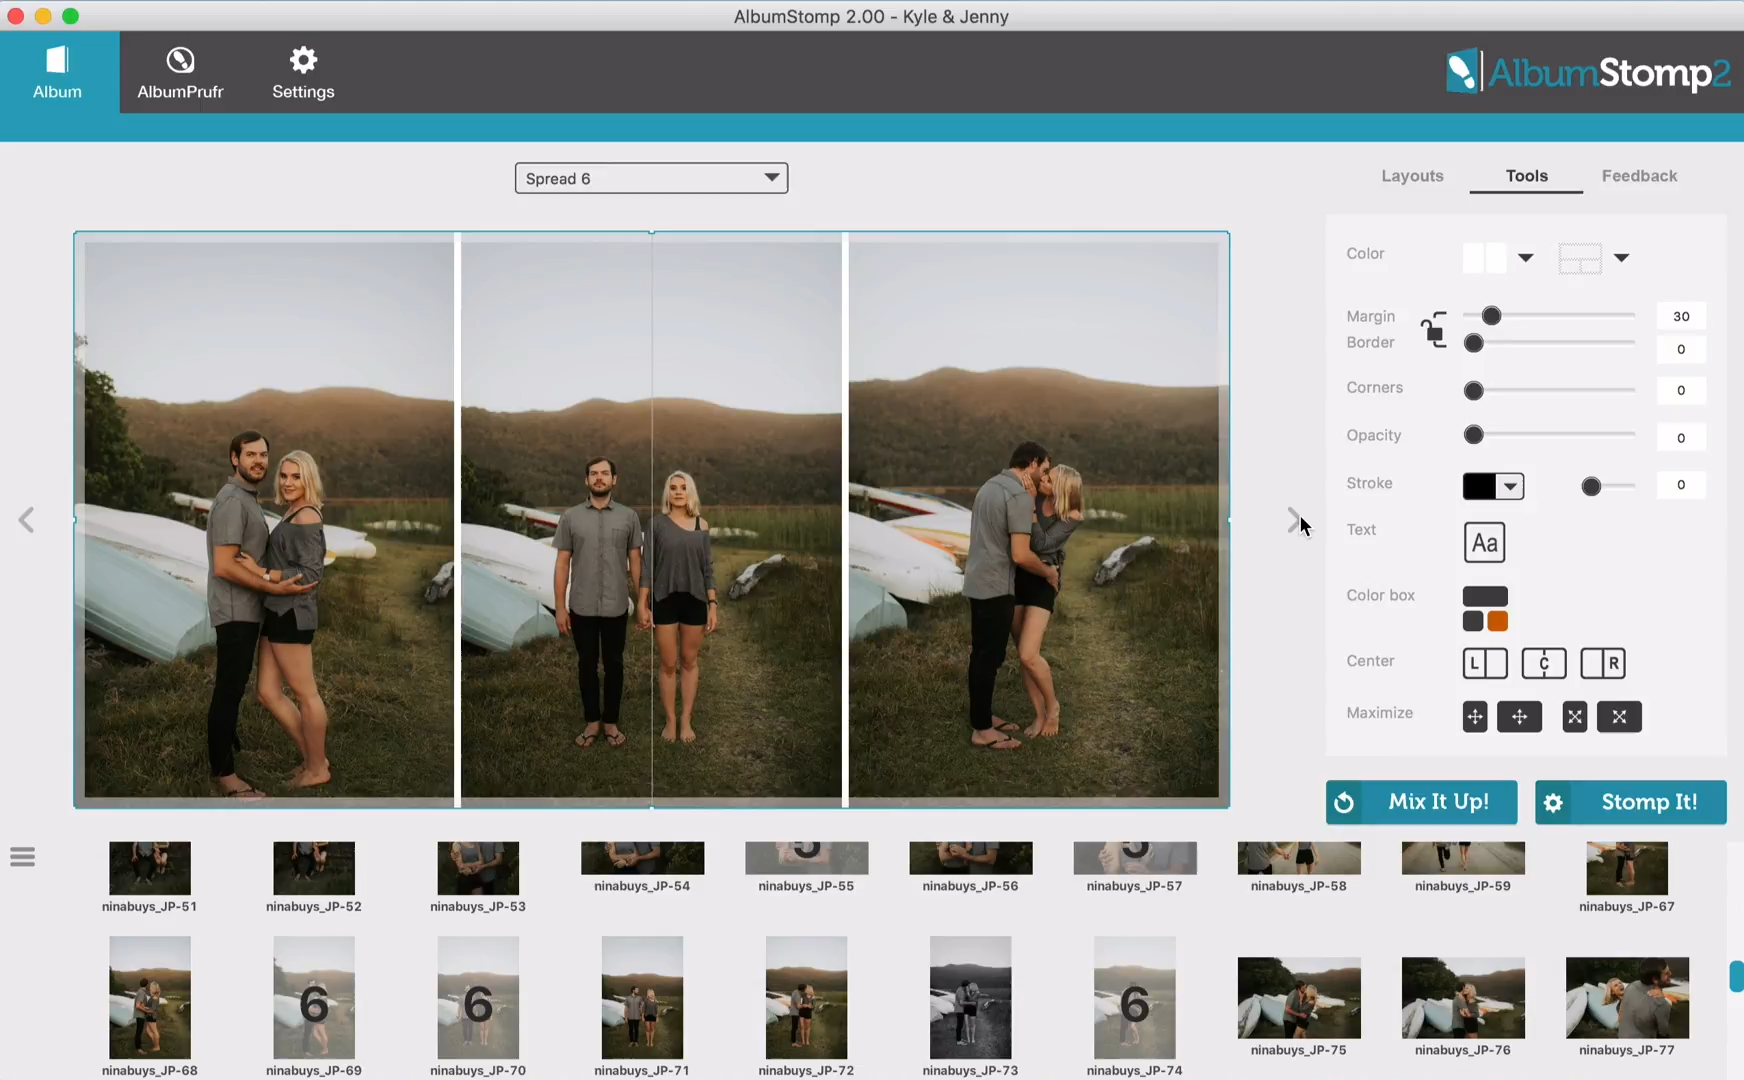 AlbumStomp 2.00 - Kyle & Jenny
Album
AlbumPrufr
Settings
AlbumStomp2
Spread 6
Layouts
Tools
Feedback
Color
Margin
30
Border
0
Corners
0
Opacity
0
Stroke
0
Text
Aa
Color box
Center
L
C
R
Maximize
Mix It Up!
Stomp It!
5
5
ninabuys_JP-51
ninabuys_JP-52
ninabuys_JP-53
ninabuys_JP-54
ninabuys_JP-55
ninabuys_JP-56
ninabuys_JP-57
ninabuys_JP-58
ninabuys_JP-59
ninabuys_JP-67
6
6
6
ninabuys_JP-68
ninabuys_JP-69
ninabuys_JP-70
ninabuys_JP-71
ninabuys_JP-72
ninabuys_JP-73
ninabuys_JP-74
ninabuys_JP-75
ninabuys_JP-76
ninabuys_JP-77